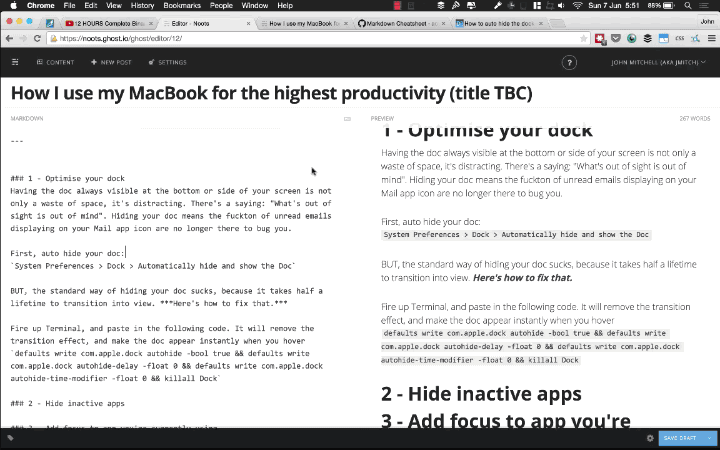 Chrome File Edit View History Bookmarks People Window Help
Sun 7 Jun 5:51 85%
12 HOURS Complete Bin
Editor - Noots
How I use my MacBook for
Markdown Cheatsheet
How to auto hide the dock
John
https://noots.ghost.io/ghost/editor/12/
CSS
CONTENT
NEW POST
SETTINGS
?
JOHN MITCHELL (AKA JMITCH)
How I use my MacBook for the highest productivity (title TBC)
MARKDOWN
---
### 1 - Optimise your dock
Having the doc always visible at the bottom or side of your screen is not
only a waste of space, it's distracting. There's a saying: "What's out of
sight is out of mind". Hiding your doc means the fuckton of unread emails
displaying on your Mail app icon are no longer there to bug you.
First, auto hide your doc:
`System Preferences > Dock > Automatically hide and show the Doc`
BUT, the standard way of hiding your doc sucks, because it takes half a
lifetime to transition into view. ***Here's how to fix that.***
Fire up Terminal, and paste in the following code. It will remove the
transition effect, and make the doc appear instantly when you hover
`defaults write com.apple.dock autohide -bool true && defaults write
com.apple.dock autohide-delay -float 0 && defaults write com.apple.dock
autohide-time-modifier -float 0 && killall Dock`
### 2 - Hide inactive apps
### 3 - Add focus to app you're currently using
PREVIEW
267 WORDS
1 - Optimise your dock
Having the doc always visible at the bottom or side of your screen is not only a
waste of space, it's distracting. There's a saying: "What's out of sight is out of
mind". Hiding your doc means the fuckton of unread emails displaying on your
Mail app icon are no longer there to bug you.
First, auto hide your doc:
System Preferences > Dock > Automatically hide and show the Doc
BUT, the standard way of hiding your doc sucks, because it takes half a lifetime
to transition into view. Here's how to fix that.
Fire up Terminal, and paste in the following code. It will remove the transition
effect, and make the doc appear instantly when you hover
defaults write com.apple.dock autohide -bool true && defaults write
com.apple.dock autohide-delay -float 0 && defaults write com.apple.dock
autohide-time-modifier -float 0 && killall Dock
2 - Hide inactive apps
3 - Add focus to app you're
SAVE DRAFT